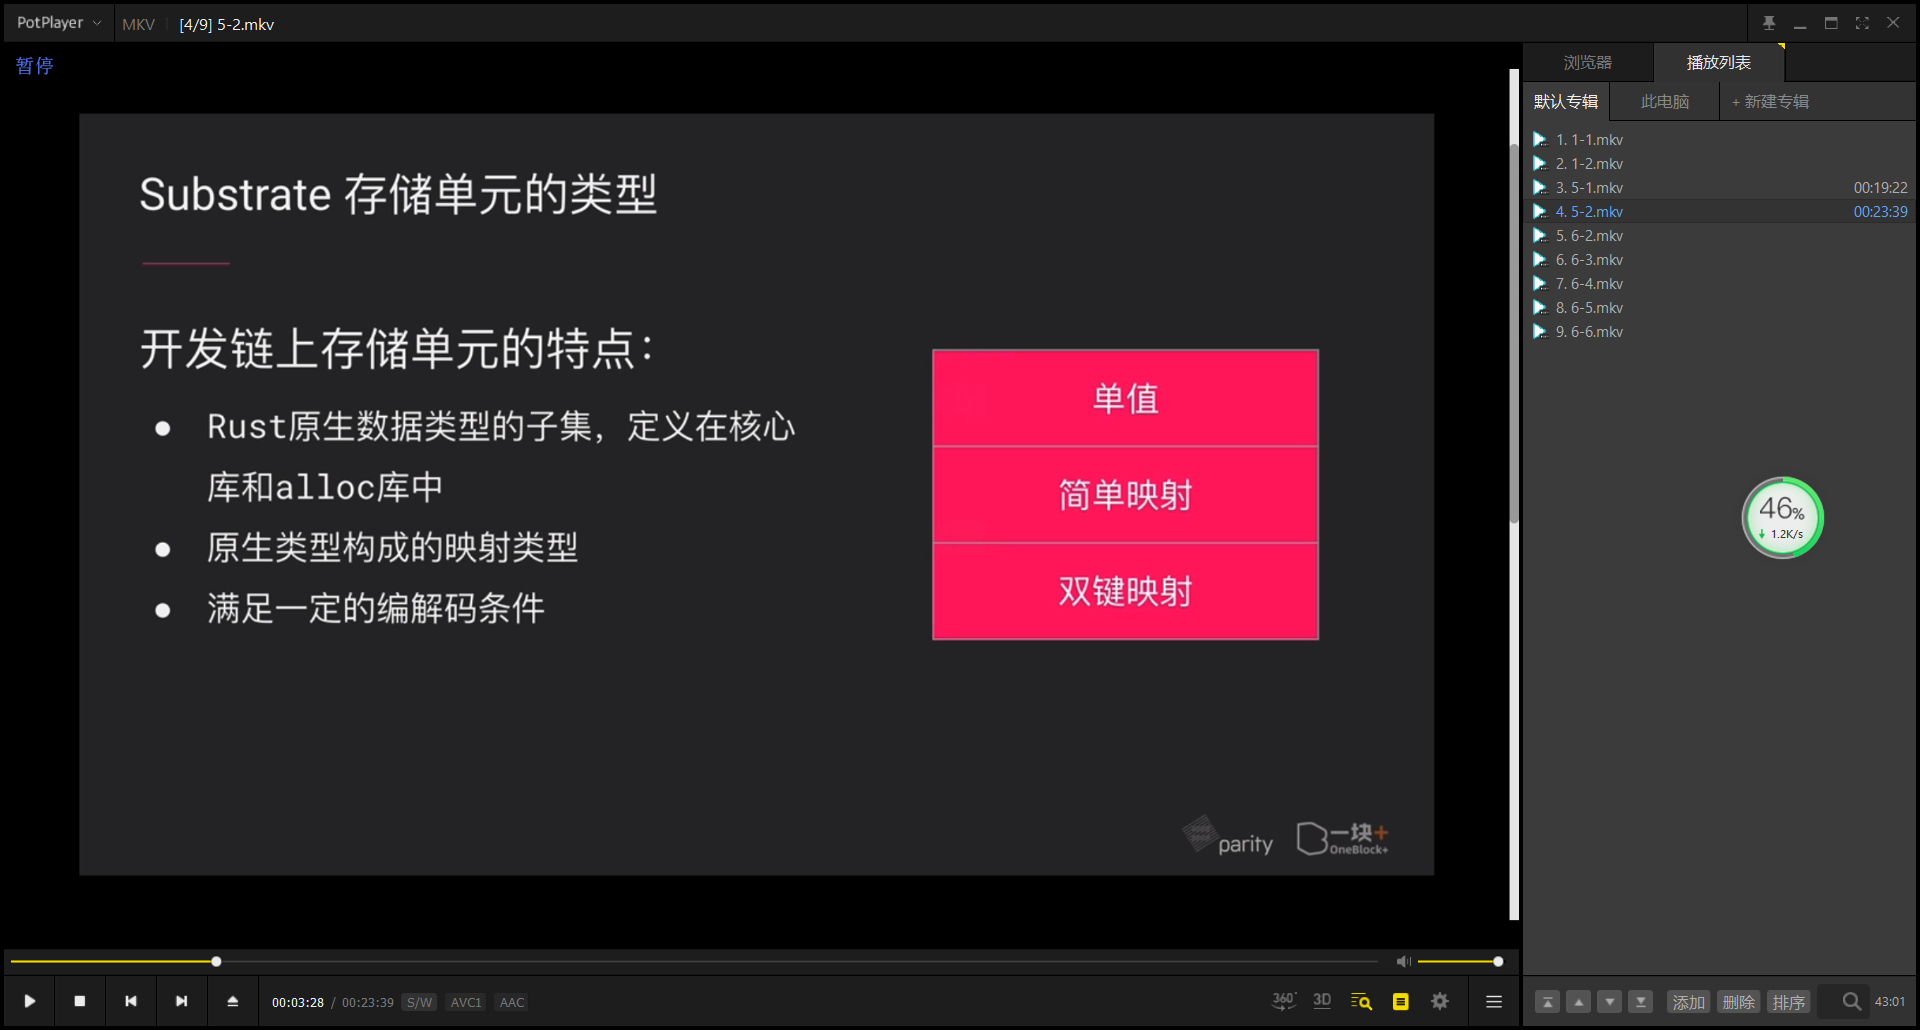 PotPlayer
MKV
[4/9] 5-2.mkv
暂停
Substrate 存储单元的类型
开发链上存储单元的特点：
● Rust原生数据类型的子集，定义在核心
库和alloc库中
● 原生类型构成的映射类型
● 满足一定的编解码条件
单值
简单映射
双键映射
parity
一块+
OneBlock+
00:03:28 / 00:23:39 S/W AVC1 AAC
360° 3D
浏览器 播放列表
默认专辑 此电脑 + 新建专辑
1. 1-1.mkv
2. 1-2.mkv
3. 5-1.mkv 00:19:22
4. 5-2.mkv 00:23:39
5. 6-2.mkv
6. 6-3.mkv
7. 6-4.mkv
8. 6-5.mkv
9. 6-6.mkv
46%
↓ 1.2K/s
添加 删除 排序 43:01